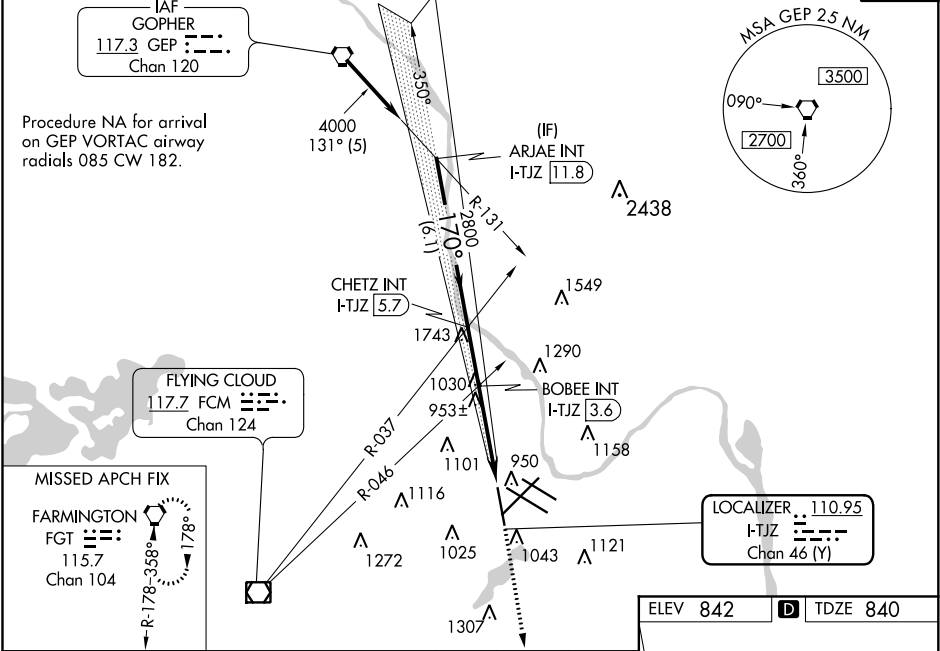 IAF
GOPHER
117.3 GEP
Chan 120
Procedure NA for arrival
on GEP VORTAC airway
radials 085 CW 182.
4000
131° (5)
350°
(IF)
ARJAE INT
I-TJZ 11.8
MSA GEP 25 NM
3500
090°
2700
360°
2438
R-131
2800
170°
(6.1)
CHETZ INT
I-TJZ 5.7
1549
1743
1290
1030
BOBEE INT
I-TJZ 3.6
953±
FLYING CLOUD
117.7 FCM
Chan 124
R-037
R-046
1101
1158
950
1116
MISSED APCH FIX
FARMINGTON
FGT
115.7
Chan 104
178°
R-178-358°
1272
1025
1043
1121
LOCALIZER 110.95
I-TJZ
Chan 46 (Y)
1307
ELEV 842 D TDZE 840